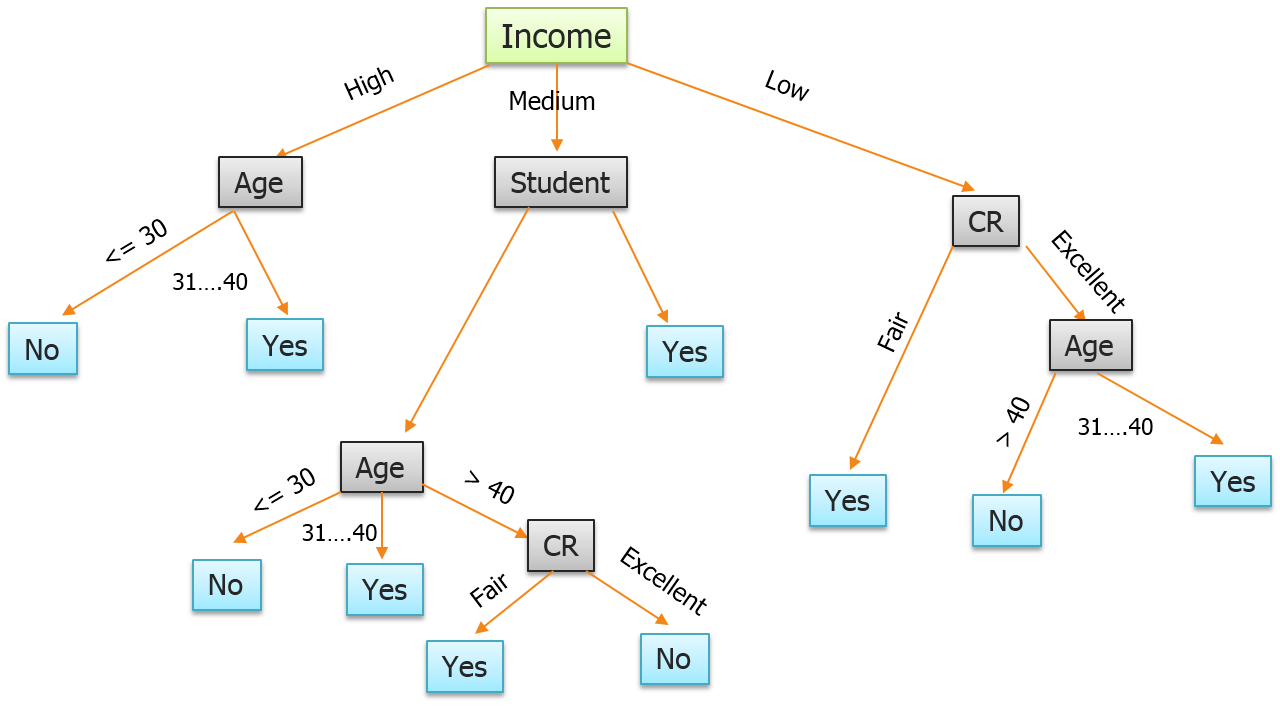 Income
High
Medium
Low
Age
Student
CR
<= 30
31….40
Excellent
Fair
No
Yes
Yes
Age
> 40
31….40
Age
<= 30
31….40
> 40
Yes
No
Yes
CR
No
Yes
Fair
Excellent
Yes
No